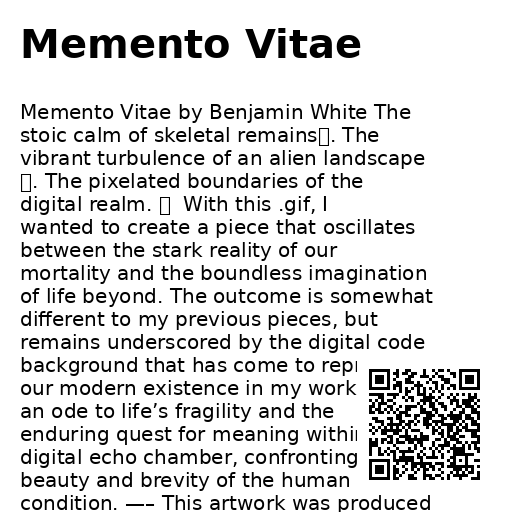 Memento Vitae
Memento Vitae by Benjamin White The
stoic calm of skeletal remains. The
vibrant turbulence of an alien landscape
. The pixelated boundaries of the
digital realm. With this .gif, I
wanted to create a piece that oscillates
between the stark reality of our
mortality and the boundless imagination
of life beyond. The outcome is somewhat
different to my previous pieces, but
remains underscored by the digital code
background that has come to
our modern existence in my work
an ode to life’s fragility and the
enduring quest for meaning
digital echo chamber, confronting
beauty and brevity of the human
condition. —– This artwork was produced